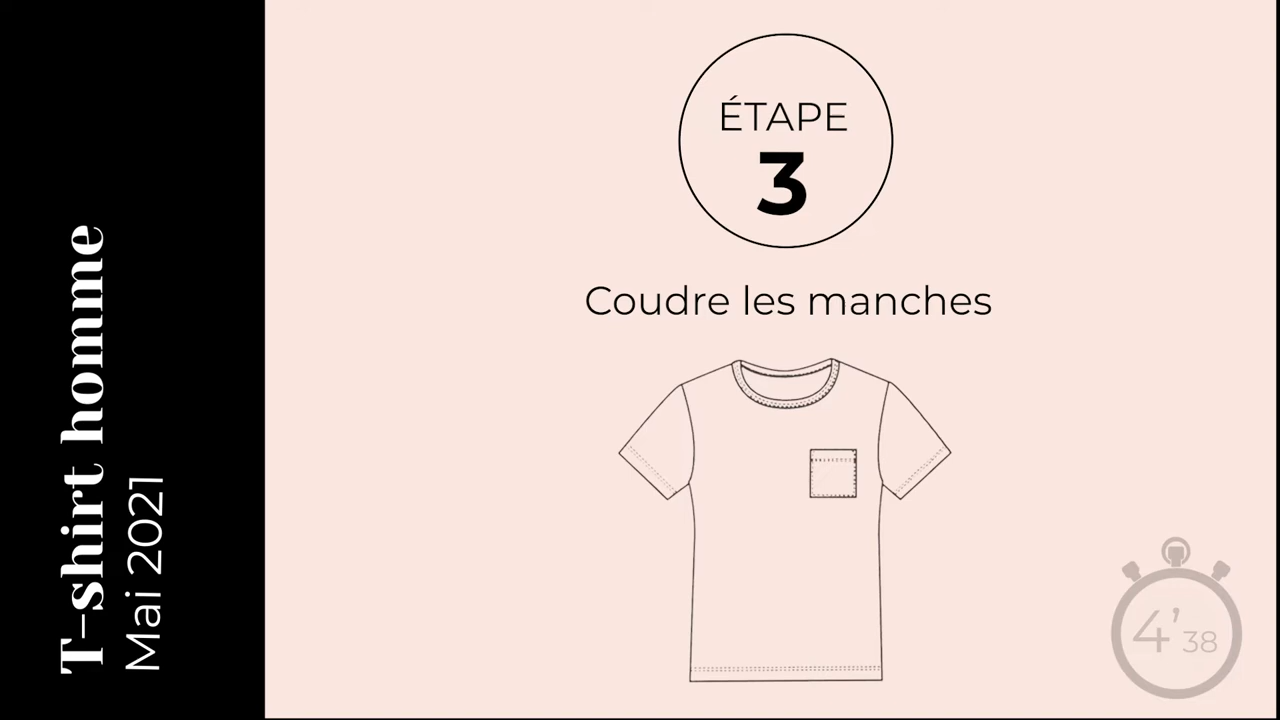 T-shirt homme
Mai 2021
ÉTAPE
3
Coudre les manches
4’38